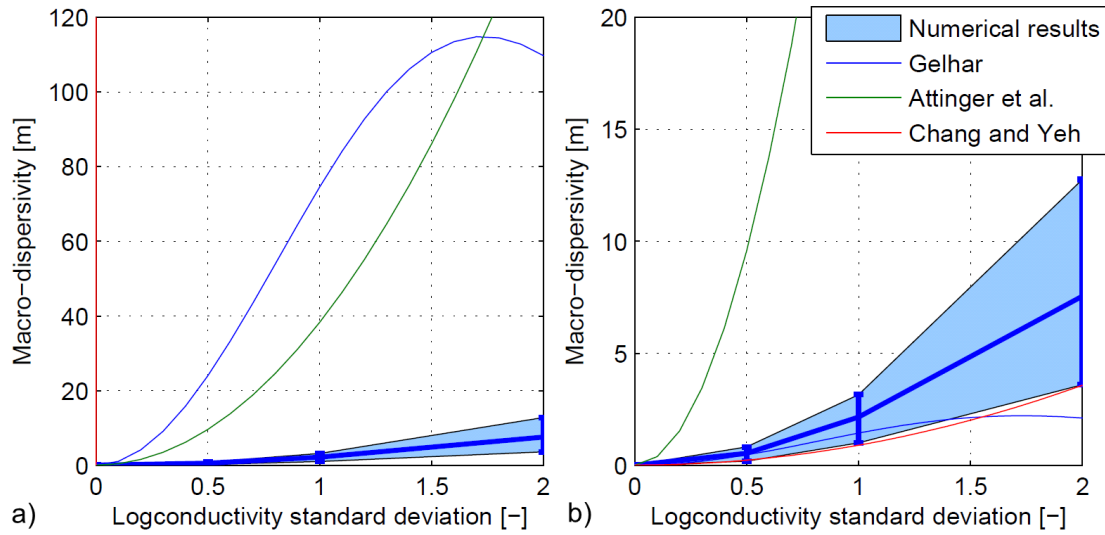 120
100
80
60
40
20
0
Macro−dispersivity [m]
0
0.5
1
1.5
2
a)
Logconductivity standard deviation [−]
20
15
10
5
0
Macro−dispersivity [m]
0
0.5
1
1.5
2
b)
Logconductivity standard deviation [−]
Numerical results
Gelhar
Attinger et al.
Chang and Yeh